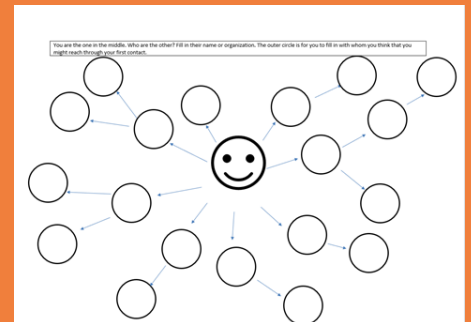 You are the one in the middle. Who are the other? Fill in their name or organization. The outer circle is for you to fill in with whom you think that you
might reach through your first contact.